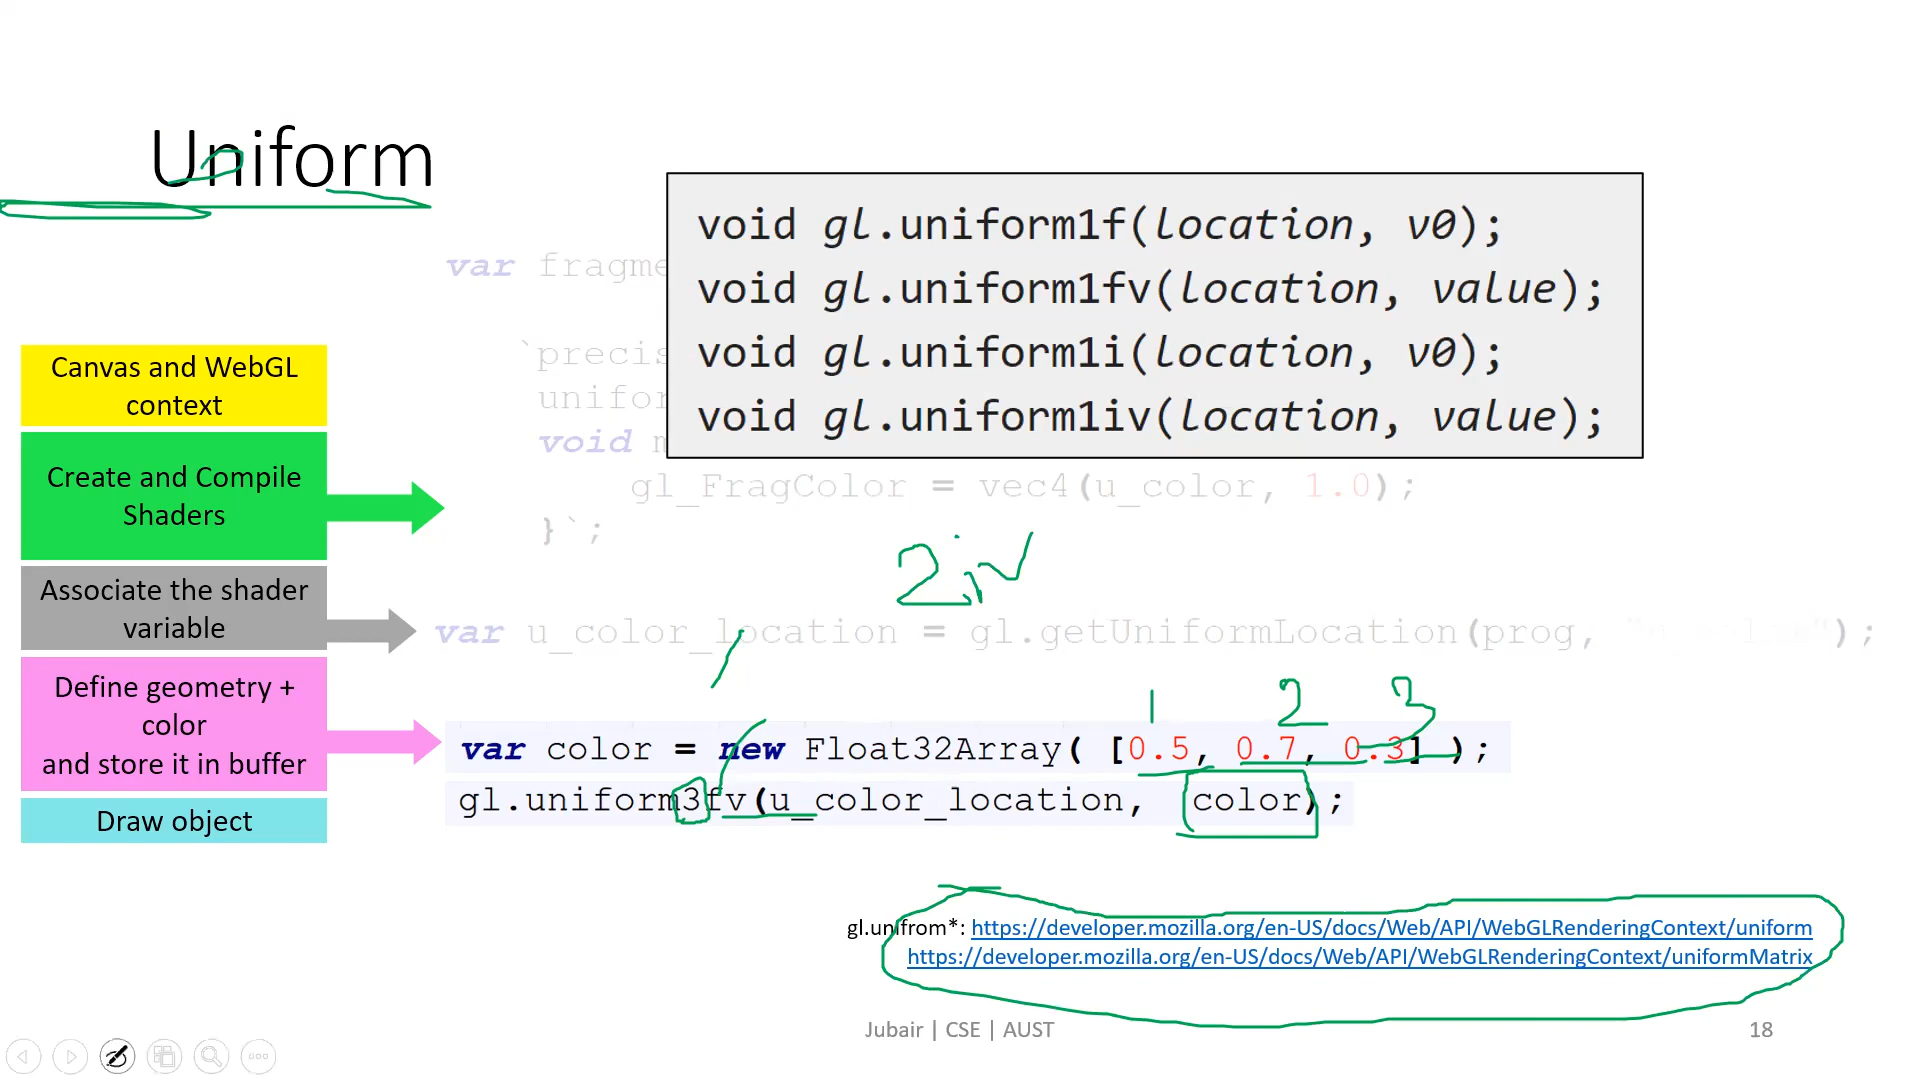 Uniform
void gl.uniform1f(location, v0);
void gl.uniform1fv(location, value);
void gl.uniform1i(location, v0);
void gl.uniform1iv(location, value);
var fragme
`precis
unifor
void m
gl_FragColor = vec4(u_color, 1.0);
}`;
Canvas and WebGL
context
Create and Compile
Shaders
Associate the shader
variable
Define geometry +
color
and store it in buffer
Draw object
2iv
var u_color_location = gl.getUniformLocation(prog, );
1 2 3
var color = new Float32Array( [0.5, 0.7, 0.3] );
gl.uniform3fv(u_color_location, color);
gl.unifrom*: https://developer.mozilla.org/en-US/docs/Web/API/WebGLRenderingContext/uniform
https://developer.mozilla.org/en-US/docs/Web/API/WebGLRenderingContext/uniformMatrix
Jubair | CSE | AUST
18